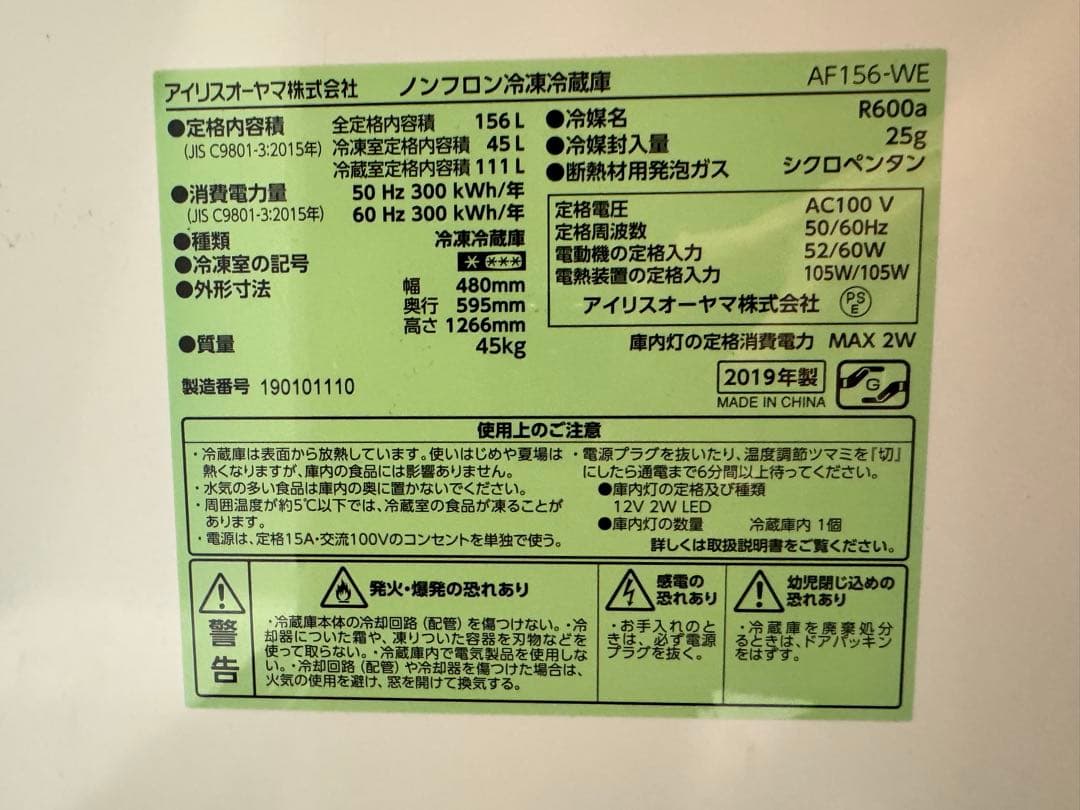 アイリスオーヤマ株式会社 ノンフロン冷凍冷蔵庫 AF156-WE
●定格内容積 全定格内容積 156 L
(JIS C9801-3:2015年) 冷凍室定格内容積 45 L
冷蔵室定格内容積 111 L
●消費電力量 50 Hz 300 kWh/年
(JIS C9801-3:2015年) 60 Hz 300 kWh/年
●種類 冷凍冷蔵庫
●冷凍室の記号
●外形寸法 幅 480mm
奥行 595mm
高さ 1266mm
●質量 45kg
製造番号 190101110
●冷媒名 R600a
●冷媒封入量 25g
●断熱材用発泡ガス シクロペンタン
定格電圧 AC100 V
定格周波数 50/60Hz
電動機の定格入力 52/60W
電熱装置の定格入力 105W/105W
アイリスオーヤマ株式会社 PSE
庫内灯の定格消費電力 MAX 2W
2019年製
MADE IN CHINA
G
使用上のご注意
・冷蔵庫は表面から放熱しています。使いはじめや夏場は
熱くなりますが、庫内の食品には影響ありません。
・水気の多い食品は庫内の奥に置かないでください。
・周囲温度が約5℃以下では、冷蔵室の食品が凍ることが
あります。
・電源は、定格15A・交流100Vのコンセントを単独で使う。
・電源プラグを抜いたり、温度調節ツマミを『切』
にしたら通電まで6分間以上待ってください。
●庫内灯の定格及び種類
12V 2W LED
●庫内灯の数量 冷蔵庫内 1個
詳しくは取扱説明書をご覧ください。
警告
発火・爆発の恐れあり
・冷蔵庫本体の冷却回路（配管）を傷つけない。・冷
却器についた霜や、凍りついた容器を刃物などを
使って取らない。・冷蔵庫内で電気製品を使用しな
い。・冷却回路（配管）や冷却器を傷つけた場合は、
火気の使用を避け、窓を開けて換気する。
感電の
恐れあり
・お手入れのと
きは、必ず電源
プラグを抜く。
幼児閉じ込めの
恐れあり
・冷蔵庫を廃棄処分
るときは、ドアパッキン
をはずす。